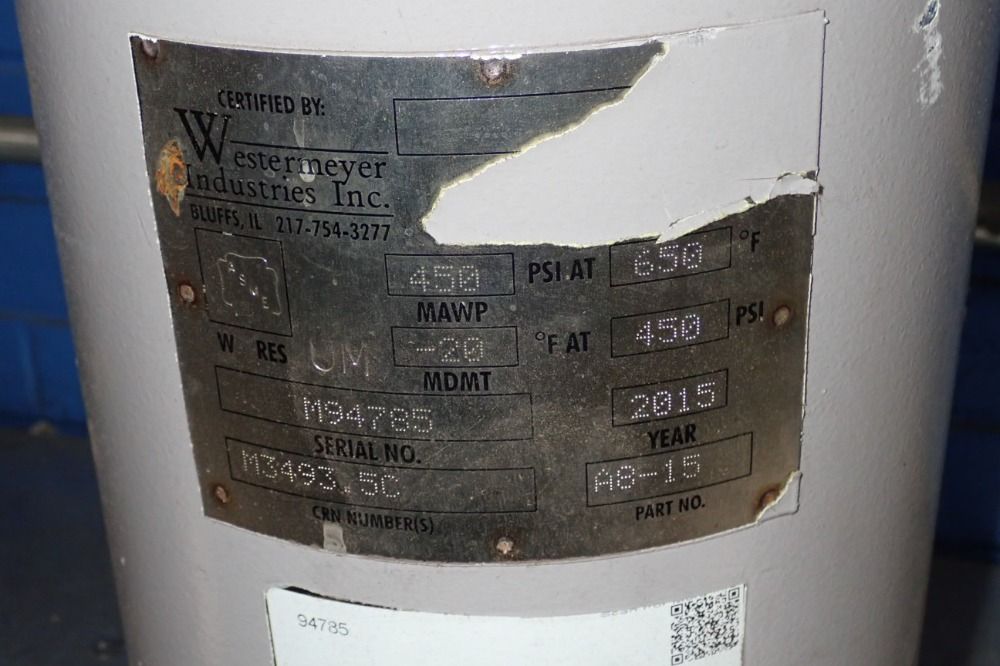 CERTIFIED BY:
Westermeyer
Industries Inc.
BLUFFS, IL 217-754-3277
ASME
450 PSI AT 650 °F
MAWP
W RES UM -20 °F AT 450 PSI
MDMT
M94785 2015
SERIAL NO. YEAR
M3493.5C A8-15
CRN NUMBER(S) PART NO.
94785